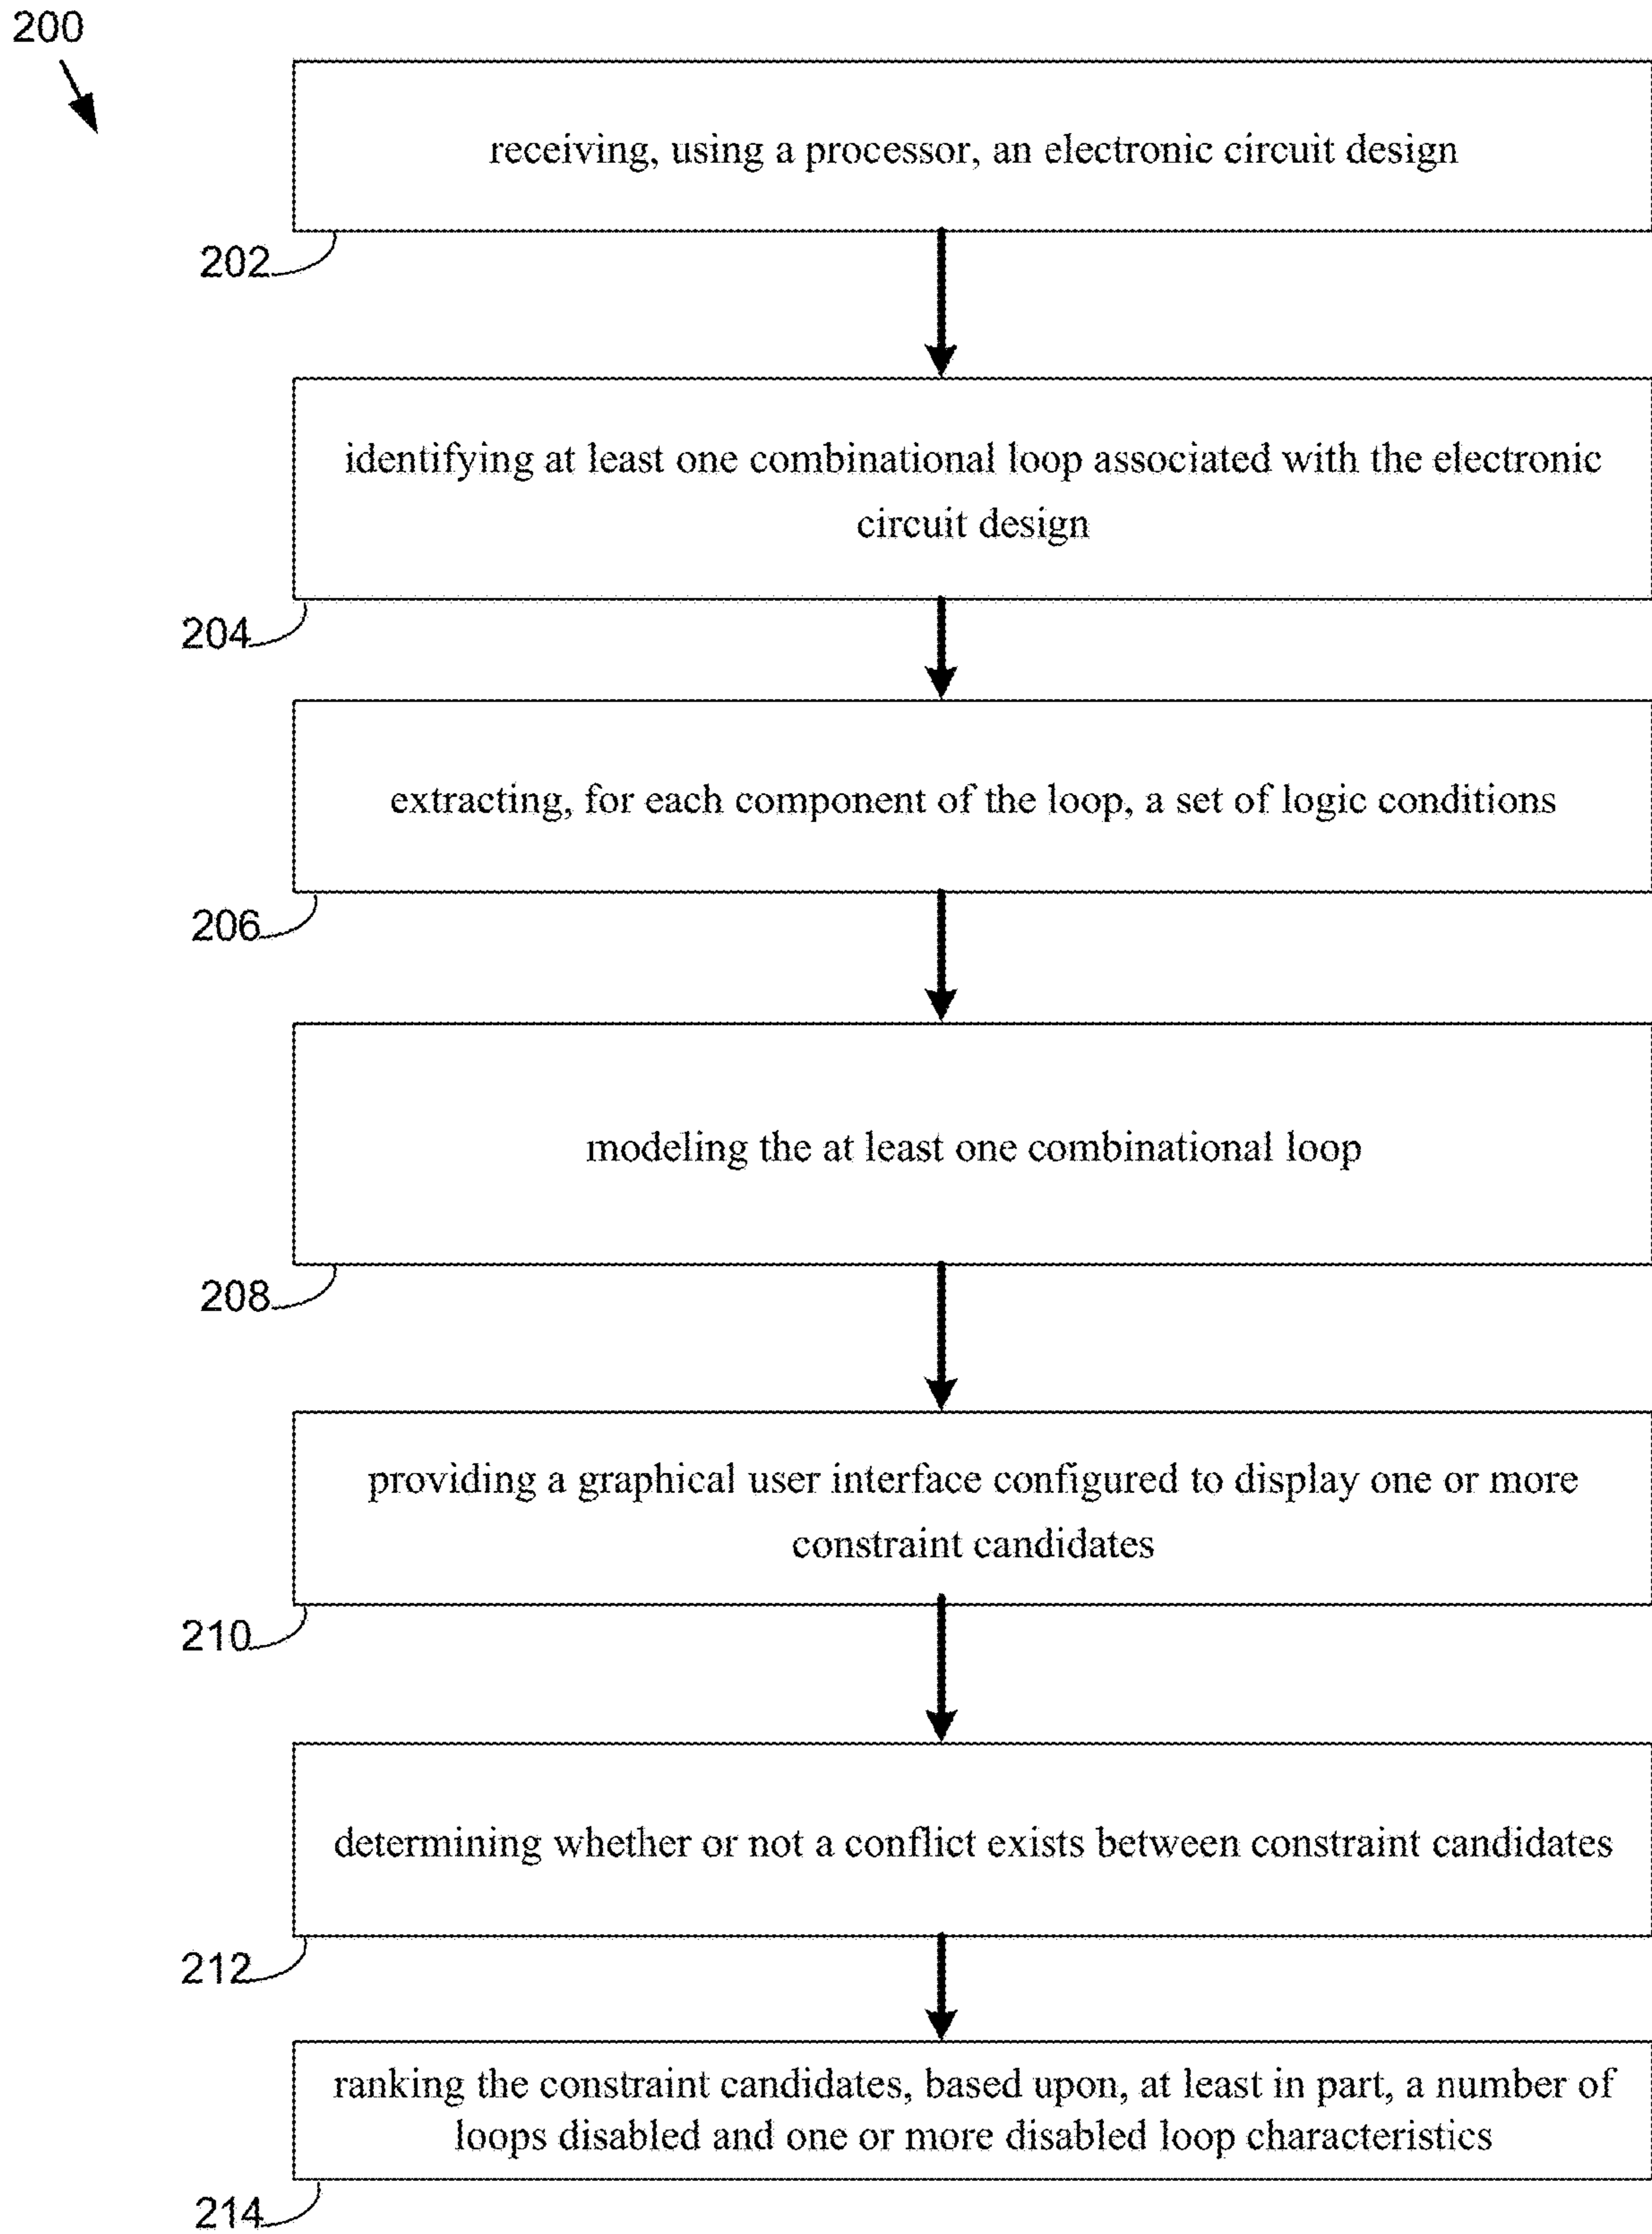 200
receiving, using a processor, an electronic circuit design
202
identifying at least one combinational loop associated with the electronic
circuit design
204
extracting, for each component of the loop, a set of logic conditions
206
modeling the at least one combinational loop
208
providing a graphical user interface configured to display one or more
constraint candidates
210
determining whether or not a conflict exists between constraint candidates
212
ranking the constraint candidates, based upon, at least in part, a number of
loops disabled and one or more disabled loop characteristics
214